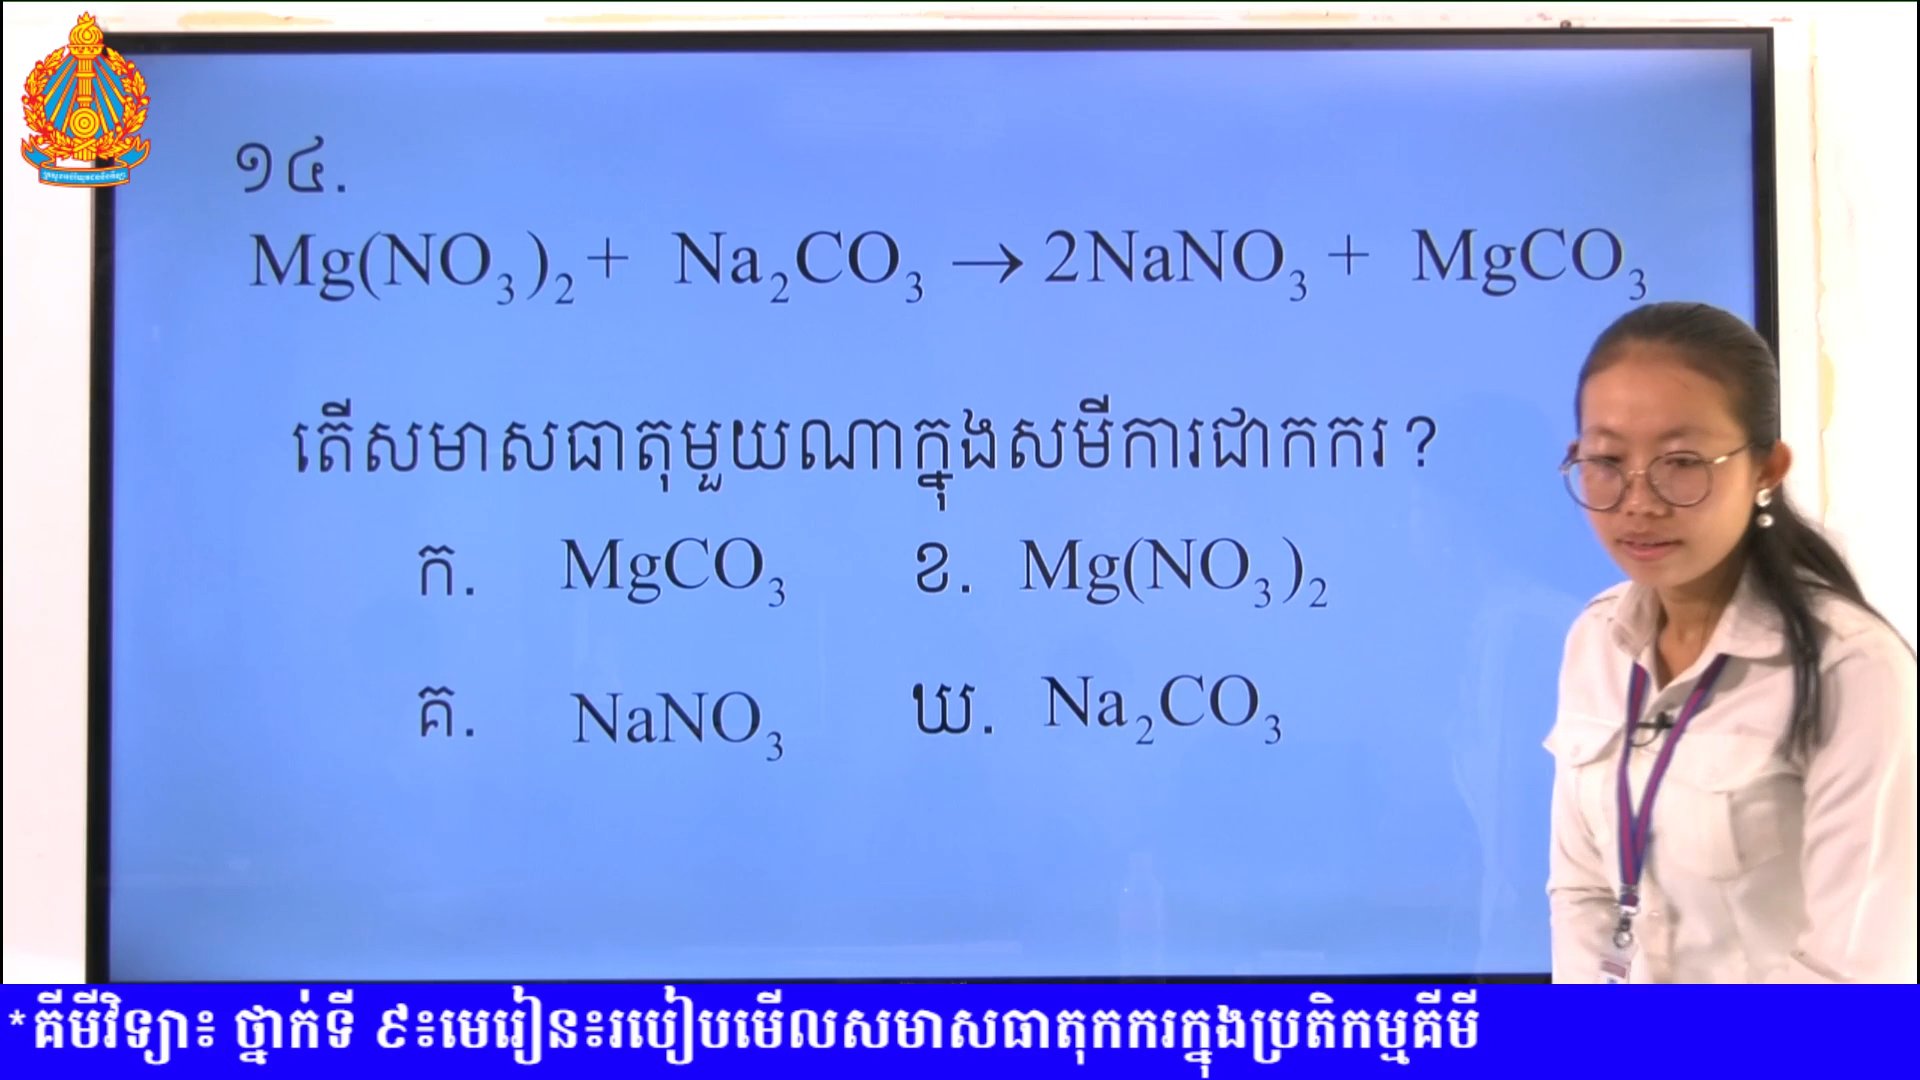 ១៤.
Mg(NO₃)₂ + Na₂CO₃ → 2NaNO₃ + MgCO₃
តើសមាសធាតុមួយណាក្នុងសមីការជាកករ ?
ក. MgCO₃ ខ. Mg(NO₃)₂
គ. NaNO₃ ឃ. Na₂CO₃
*គីមីវិទ្យា៖ ថ្នាក់ទី ៩៖មេរៀន៖របៀបមើលសមាសធាតុកករក្នុងប្រតិកម្មគីមី